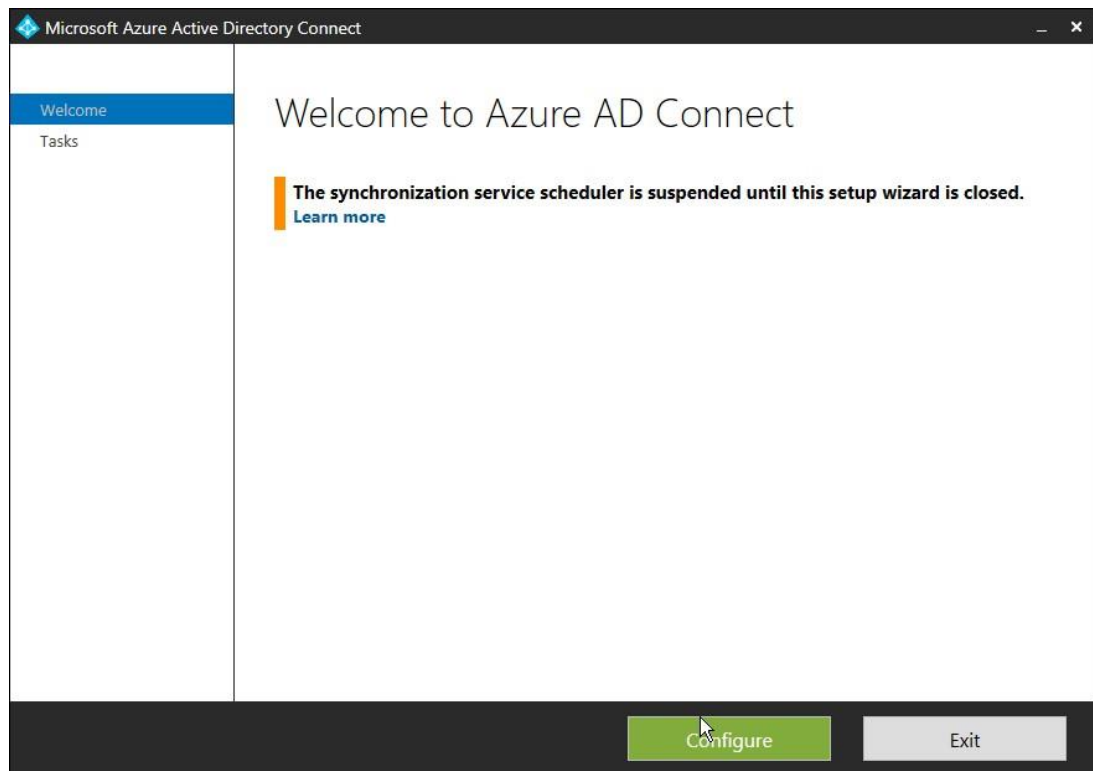 Microsoft Azure Active Directory Connect
Welcome
Tasks
Welcome to Azure AD Connect
The synchronization service scheduler is suspended until this setup wizard is closed.
Learn more
Configure
Exit